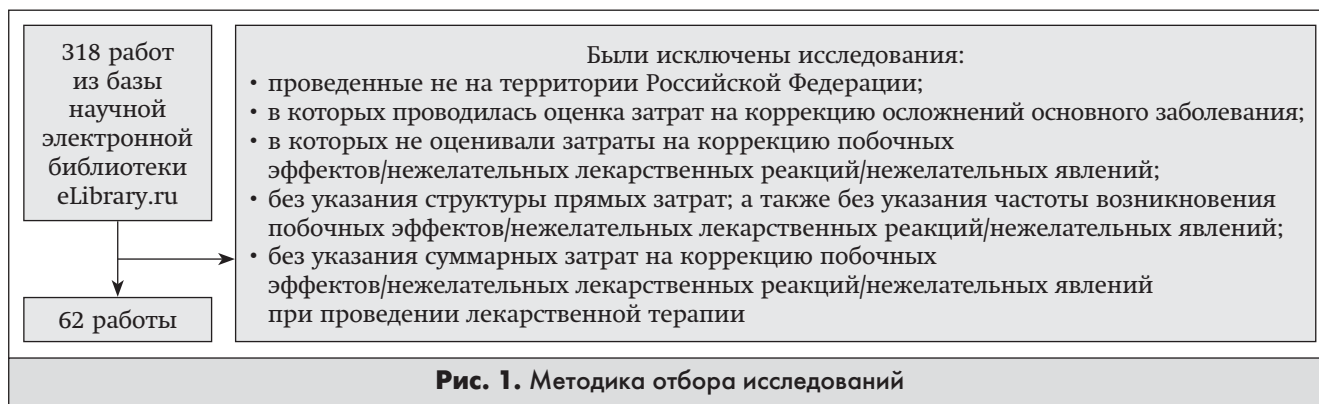 318 работ
из базы
научной
электронной
библиотеки
eLibrary.ru
62 работы
Были исключены исследования:
• проведенные не на территории Российской Федерации;
• в которых проводилась оценка затрат на коррекцию осложнений основного заболевания;
• в которых не оценивали затраты на коррекцию побочных
эффектов/нежелательных лекарственных реакций/нежелательных явлений;
• без указания структуры прямых затрат; а также без указания частоты возникновения
побочных эффектов/нежелательных лекарственных реакций/нежелательных явлений;
• без указания суммарных затрат на коррекцию побочных
эффектов/нежелательных лекарственных реакций/нежелательных явлений
при проведении лекарственной терапии
Рис. 1. Методика отбора исследований